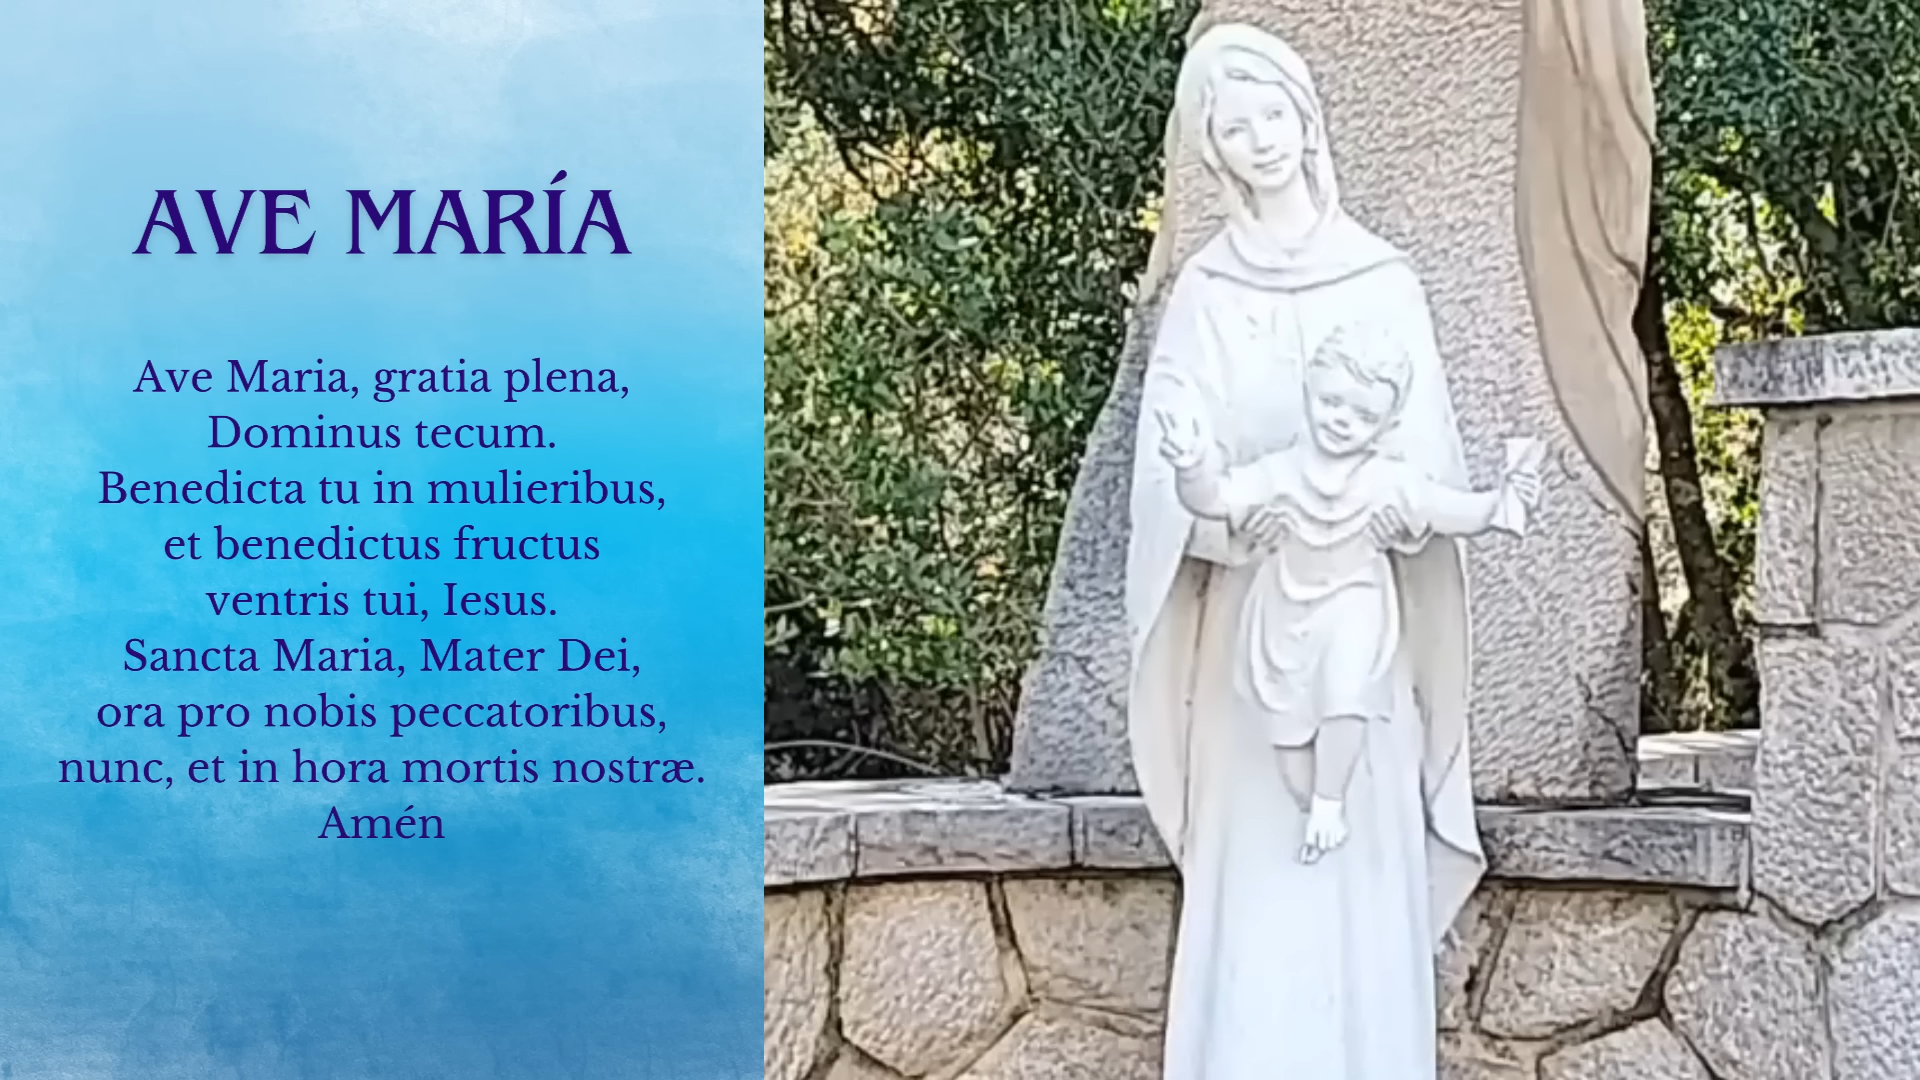 AVE MARÍA
Ave Maria, gratia plena,
Dominus tecum.
Benedicta tu in mulieribus,
et benedictus fructus
ventris tui, Iesus.
Sancta Maria, Mater Dei,
ora pro nobis peccatoribus,
nunc, et in hora mortis nostræ.
Amén